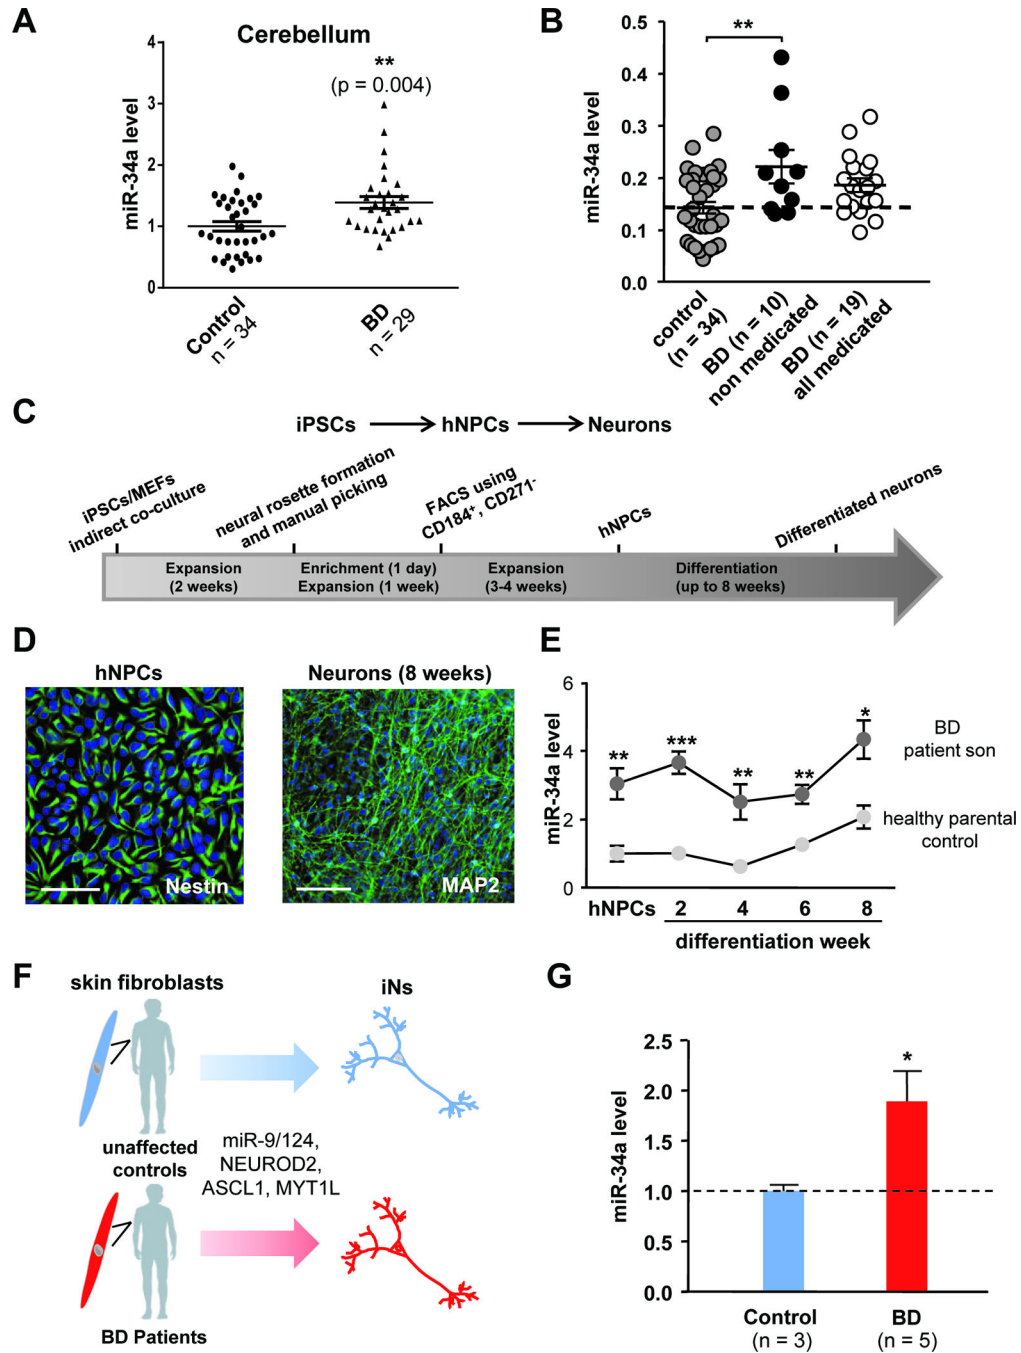 A
Cerebellum
**
(p = 0.004)
miR-34a level
4
3
2
1
0
Control
n = 34
BD
n = 29
B
**
miR-34a level
0.5
0.4
0.3
0.2
0.1
0.0
control
(n = 34)
BD (n = 10)
non medicated
BD (n = 19)
all medicated
C
iPSCs hNPCs Neurons
iPSCs/MEFs
indirect co-culture
neural rosette formation
and manual picking
FACS using
CD184⁺, CD271⁻
hNPCs
Differentiated neurons
Expansion
(2 weeks)
Enrichment (1 day)
Expansion (1 week)
Expansion
(3-4 weeks)
Differentiation
(up to 8 weeks)
D
hNPCs
Nestin
Neurons (8 weeks)
MAP2
E
miR-34a level
6
4
2
0
**
***
**
**
*
BD
patient son
healthy parental
control
hNPCs 2 4 6 8
differentiation week
F
skin fibroblasts
iNs
unaffected
controls
miR-9/124,
NEUROD2,
ASCL1, MYT1L
BD Patients
G
miR-34a level
2.5
2.0
1.5
1.0
0.5
0.0
*
Control
(n = 3)
BD
(n = 5)